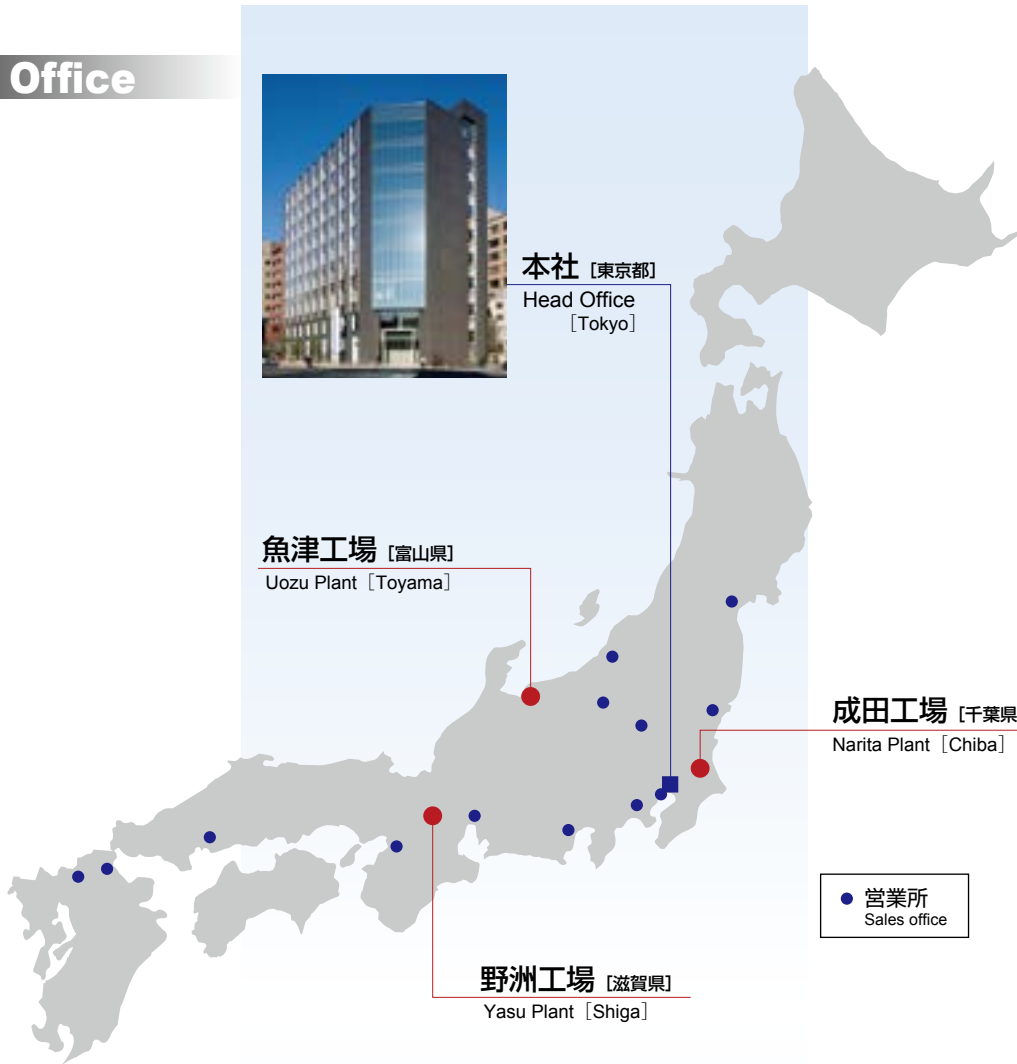 Office
本社 [東京都]
Head Office
[Tokyo]
魚津工場 [富山県]
Uozu Plant [Toyama]
成田工場 [千葉県
Narita Plant [Chiba]
営業所
Sales office
野洲工場 [滋賀県]
Yasu Plant [Shiga]